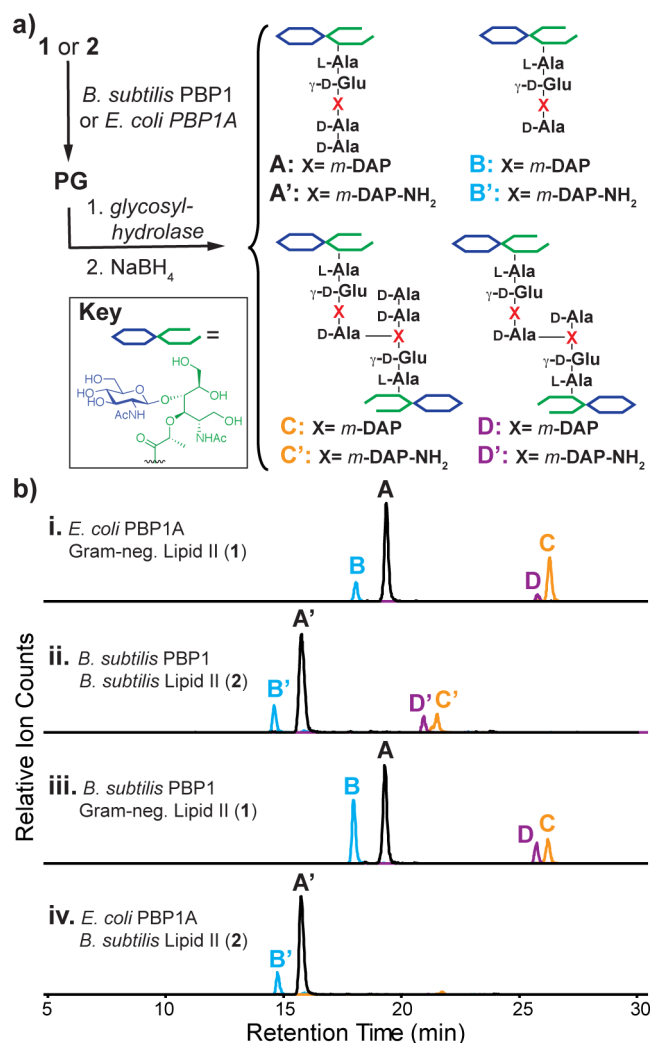 a)
1 or 2
B. subtilis PBP1
or E. coli PBP1A
PG
1. glycosyl-
hydrolase
2. NaBH4
Key
=
HO
HO
HO
AcNH
O
O
HO
OH
OH
OH
O
NHAc
O
L-Ala
γ-D-Glu
X
D-Ala
D-Ala
A: X= m-DAP
A’: X= m-DAP-NH2
L-Ala
γ-D-Glu
X
D-Ala
B: X= m-DAP
B’: X= m-DAP-NH2
L-Ala
γ-D-Glu
X
D-Ala
D-Ala
D-Ala
X
γ-D-Glu
L-Ala
C: X= m-DAP
C’: X= m-DAP-NH2
L-Ala
γ-D-Glu
X
D-Ala
D-Ala
X
γ-D-Glu
L-Ala
D: X= m-DAP
D’: X= m-DAP-NH2
b)
Relative Ion Counts
i. E. coli PBP1A
Gram-neg. Lipid II (1)
B
A
D
C
ii. B. subtilis PBP1
B. subtilis Lipid II (2)
B’
A’
D’
C’
iii. B. subtilis PBP1
Gram-neg. Lipid II (1)
B
A
D
C
iv. E. coli PBP1A
B. subtilis Lipid II (2)
B’
A’
5 10 15 20 25 30
Retention Time (min)